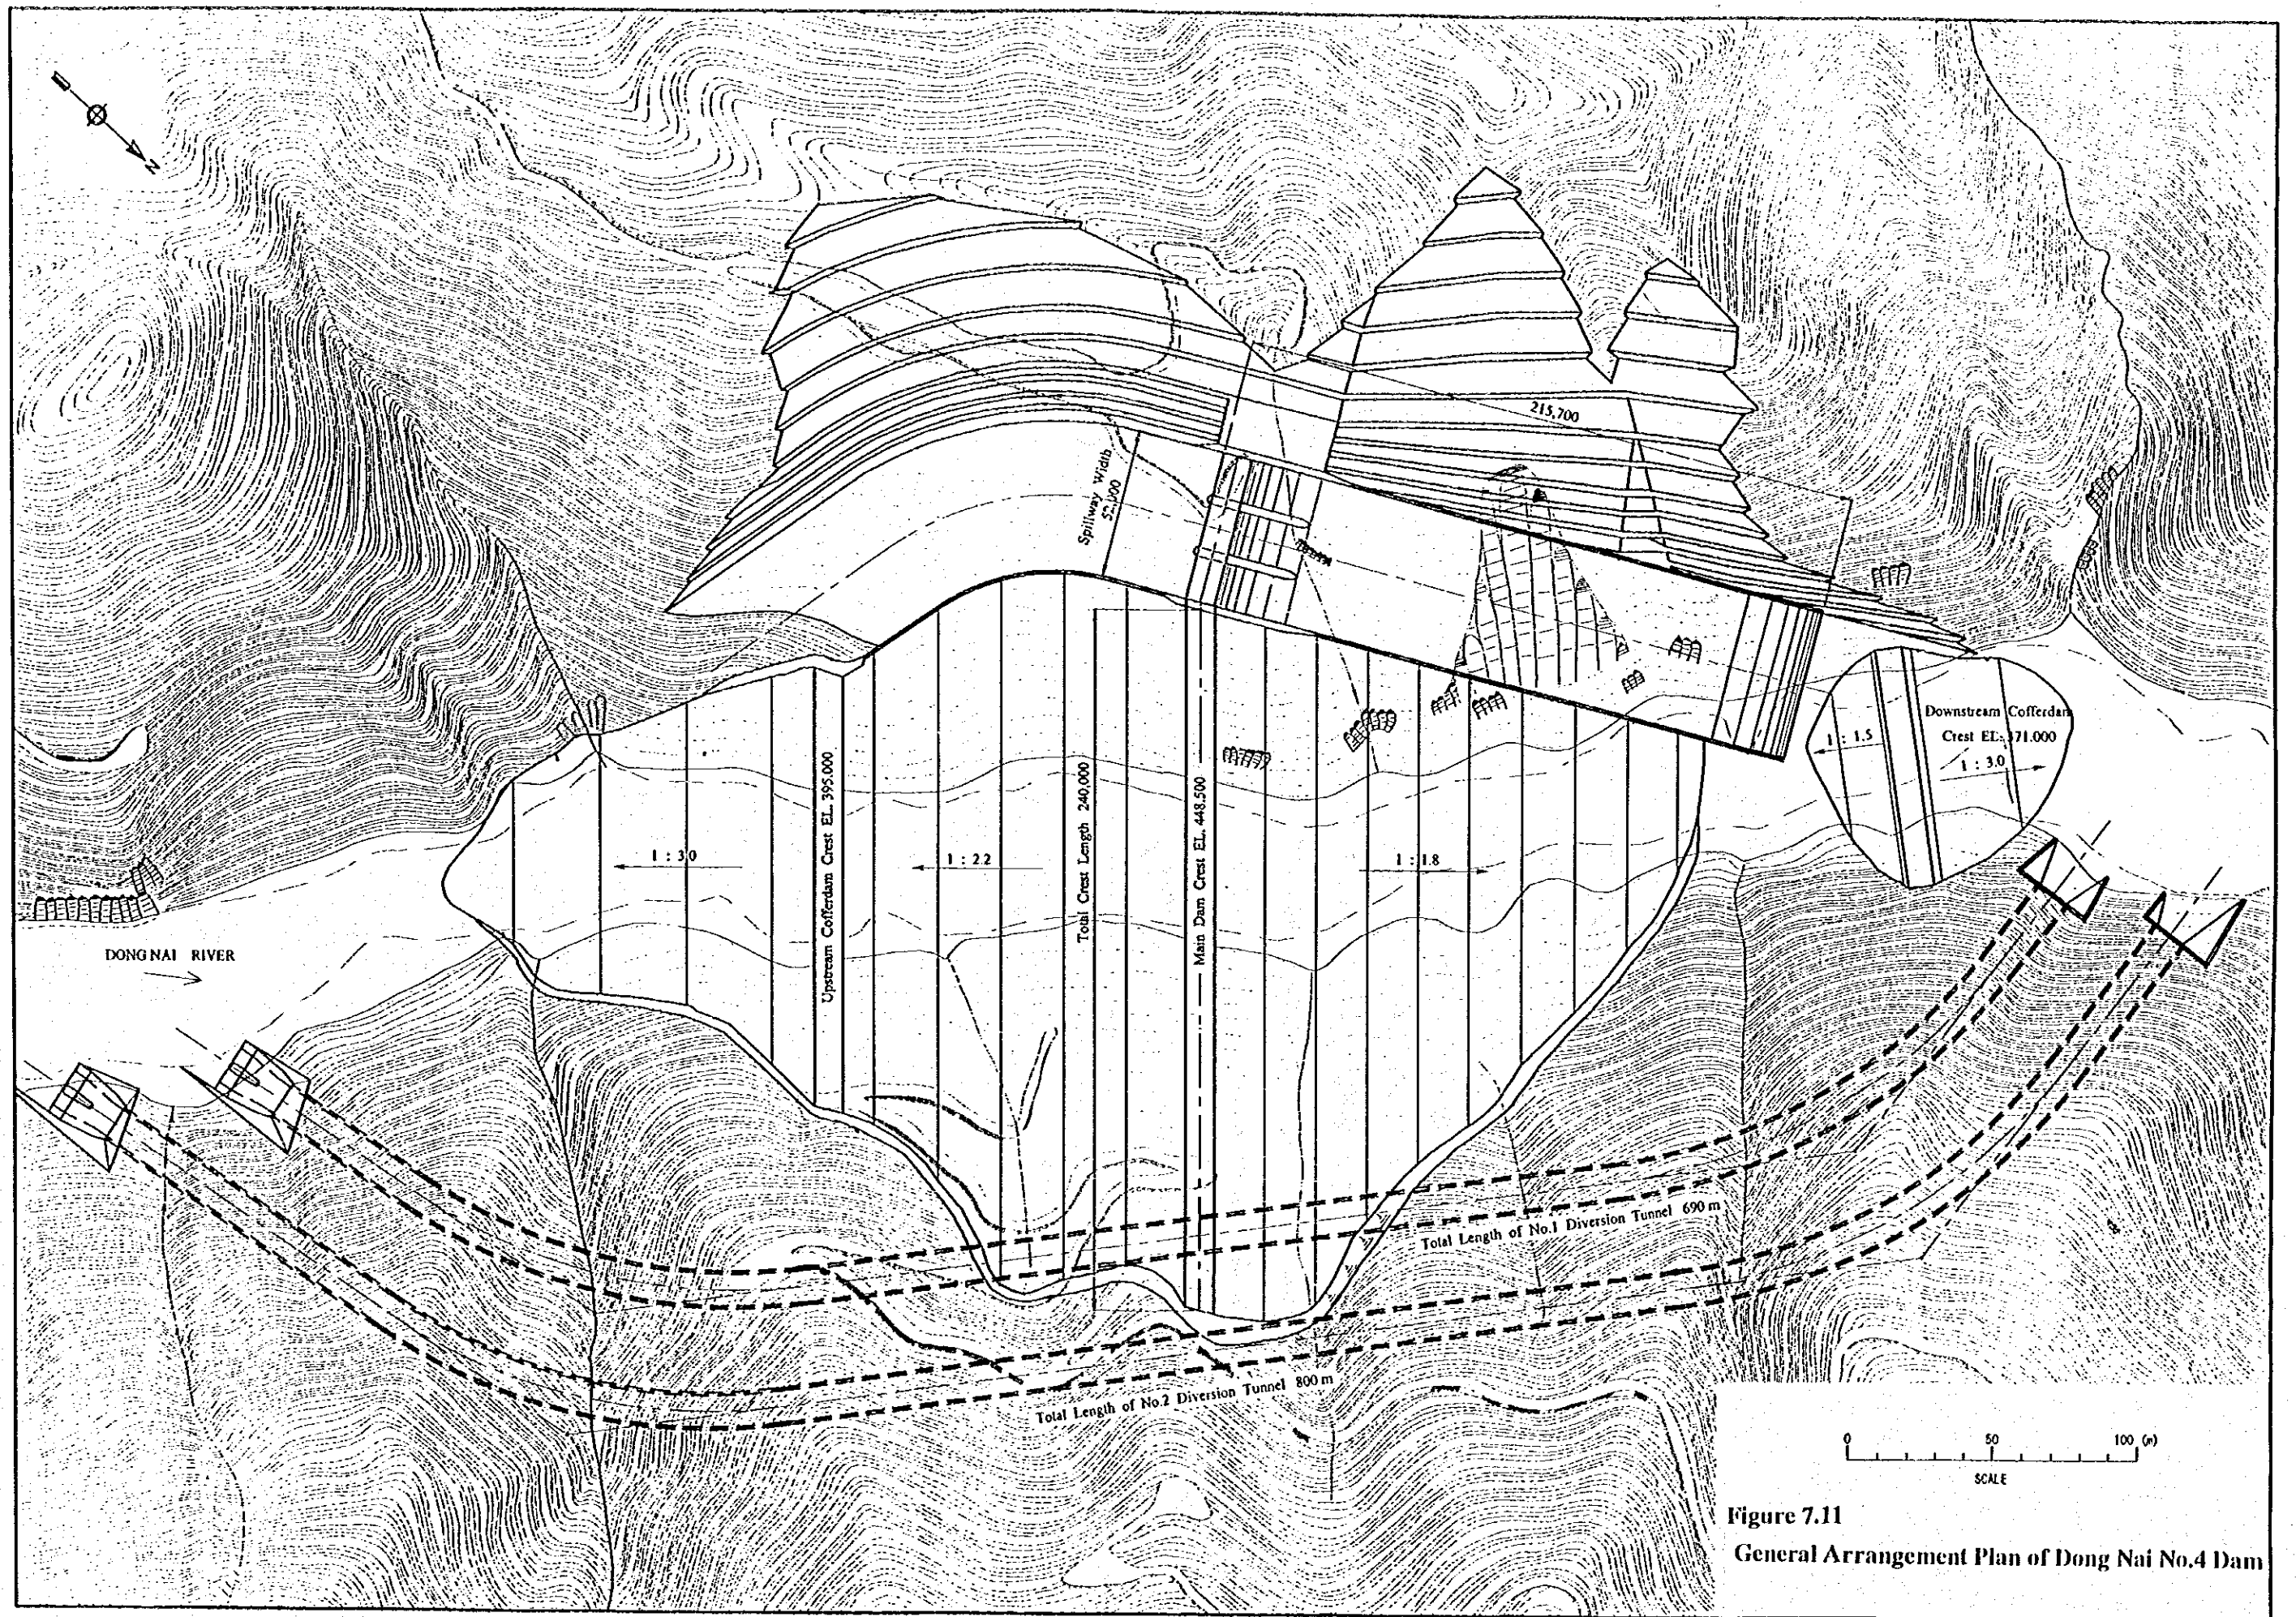 N
215,700
Spillway Width
52,000
Downstream Cofferdam
Crest EL. 371.000
1 : 1.5
1 : 3.0
Upstream Cofferdam Crest EL. 395.000
Total Crest Length 240,000
Main Dam Crest EL. 448.500
1 : 3.0
1 : 2.2
1 : 1.8
DONG NAI RIVER
Total Length of No.1 Diversion Tunnel 690 m
Total Length of No.2 Diversion Tunnel 800 m
0 50 100 (m)
SCALE
Figure 7.11
General Arrangement Plan of Dong Nai No.4 Dam